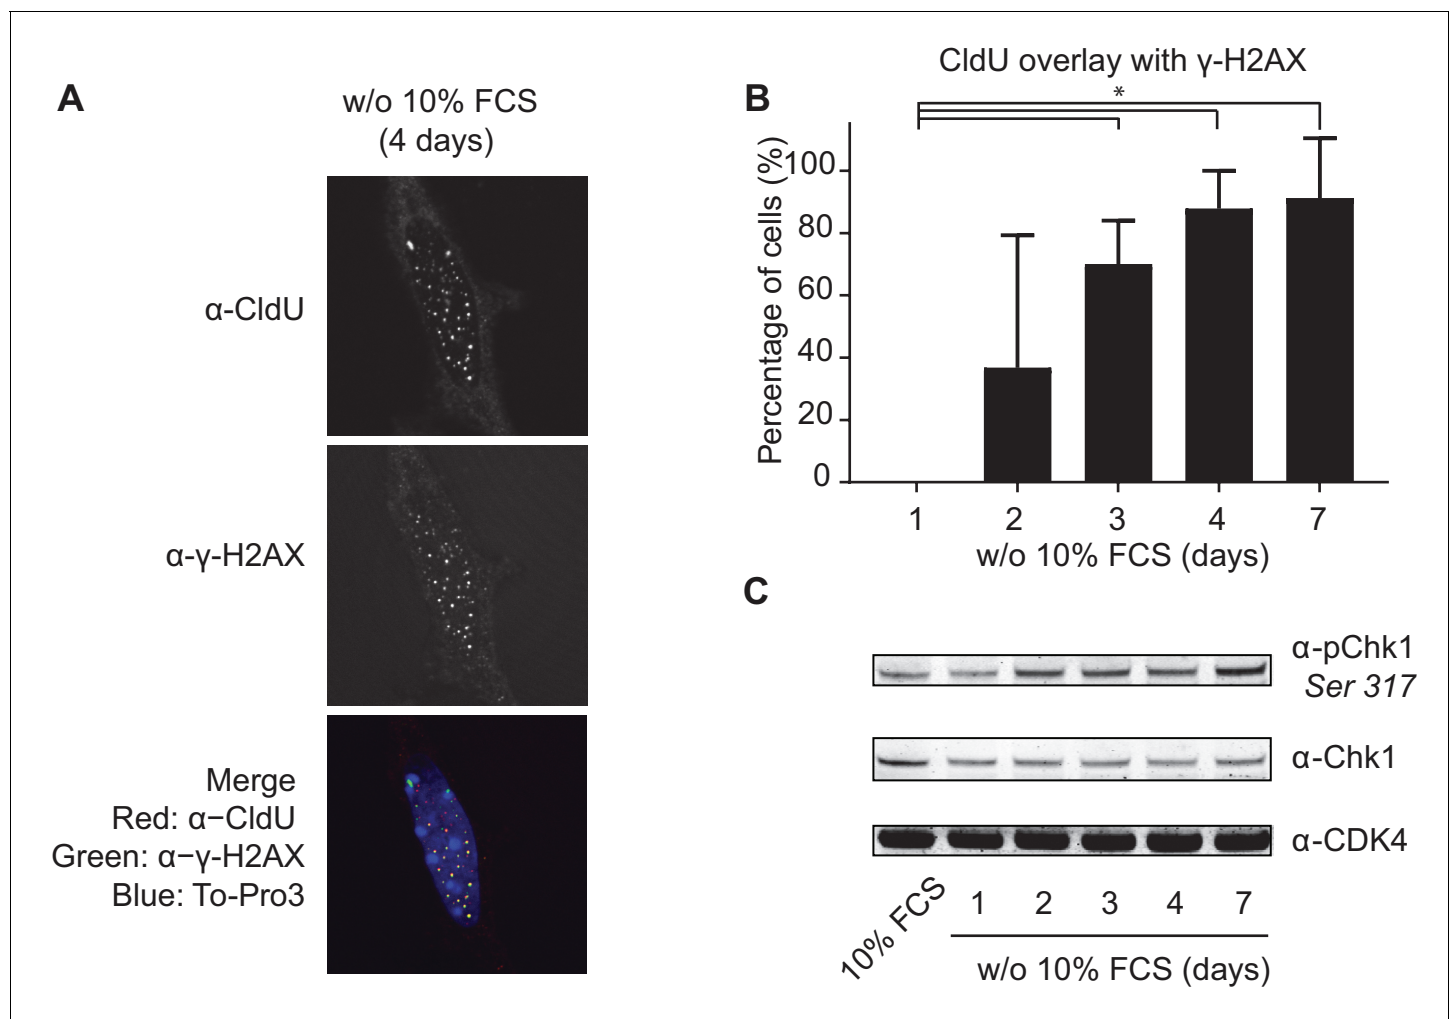 A
w/o 10% FCS
(4 days)
α-CldU
α-γ-H2AX
Merge
Red: α−CldU
Green: α−γ-H2AX
Blue: To-Pro3
B
CldU overlay with γ-H2AX
*
Percentage of cells (%)
100
80
60
40
20
0
1 2 3 4 7
w/o 10% FCS (days)
C
α-pChk1
Ser 317
α-Chk1
α-CDK4
10% FCS 1 2 3 4 7
w/o 10% FCS (days)